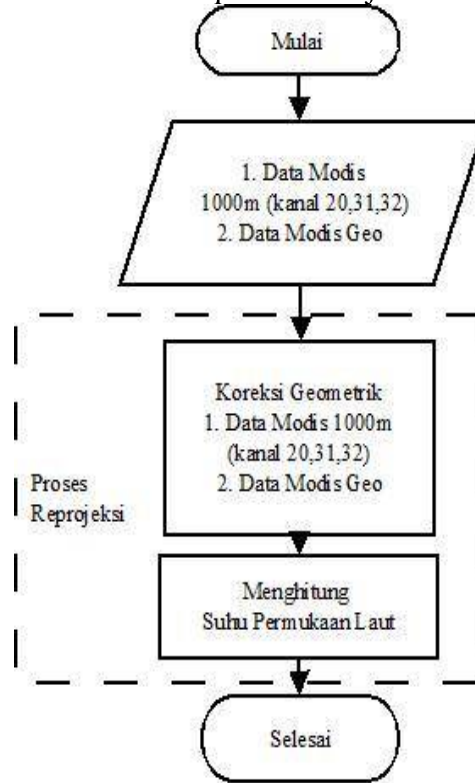 Mulai
1. Data Modis
1000m (kanal 20,31,32)
2. Data Modis Geo
Koreksi Geometrik
1. Data Modis 1000m
(kanal 20,31,32)
2. Data Modis Geo
Proses
Reprojeksi
Menghitung
Suhu Permukaan Laut
Selesai